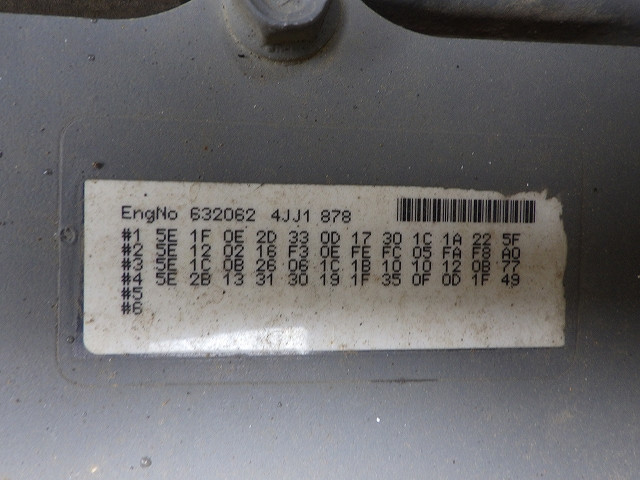 EngNo 632062 4JJ1 878
#1 5E 1F 0E 2D 33 0D 17 30 1C 1A 22 5F
#2 5E 12 02 16 F3 0E FE FC 05 FA F8 A0
#3 5E 1C 0B 26 06 1C 1B 10 10 12 0B 77
#4 5E 2B 13 31 30 19 1F 35 0F 0D 1F 49
#5
#6